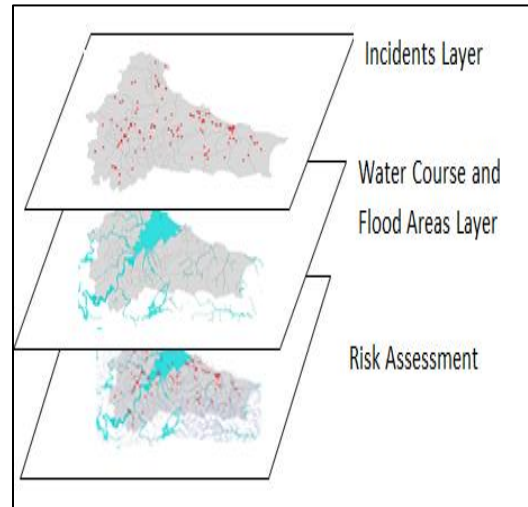 Incidents Layer
Water Course and
Flood Areas Layer
Risk Assessment